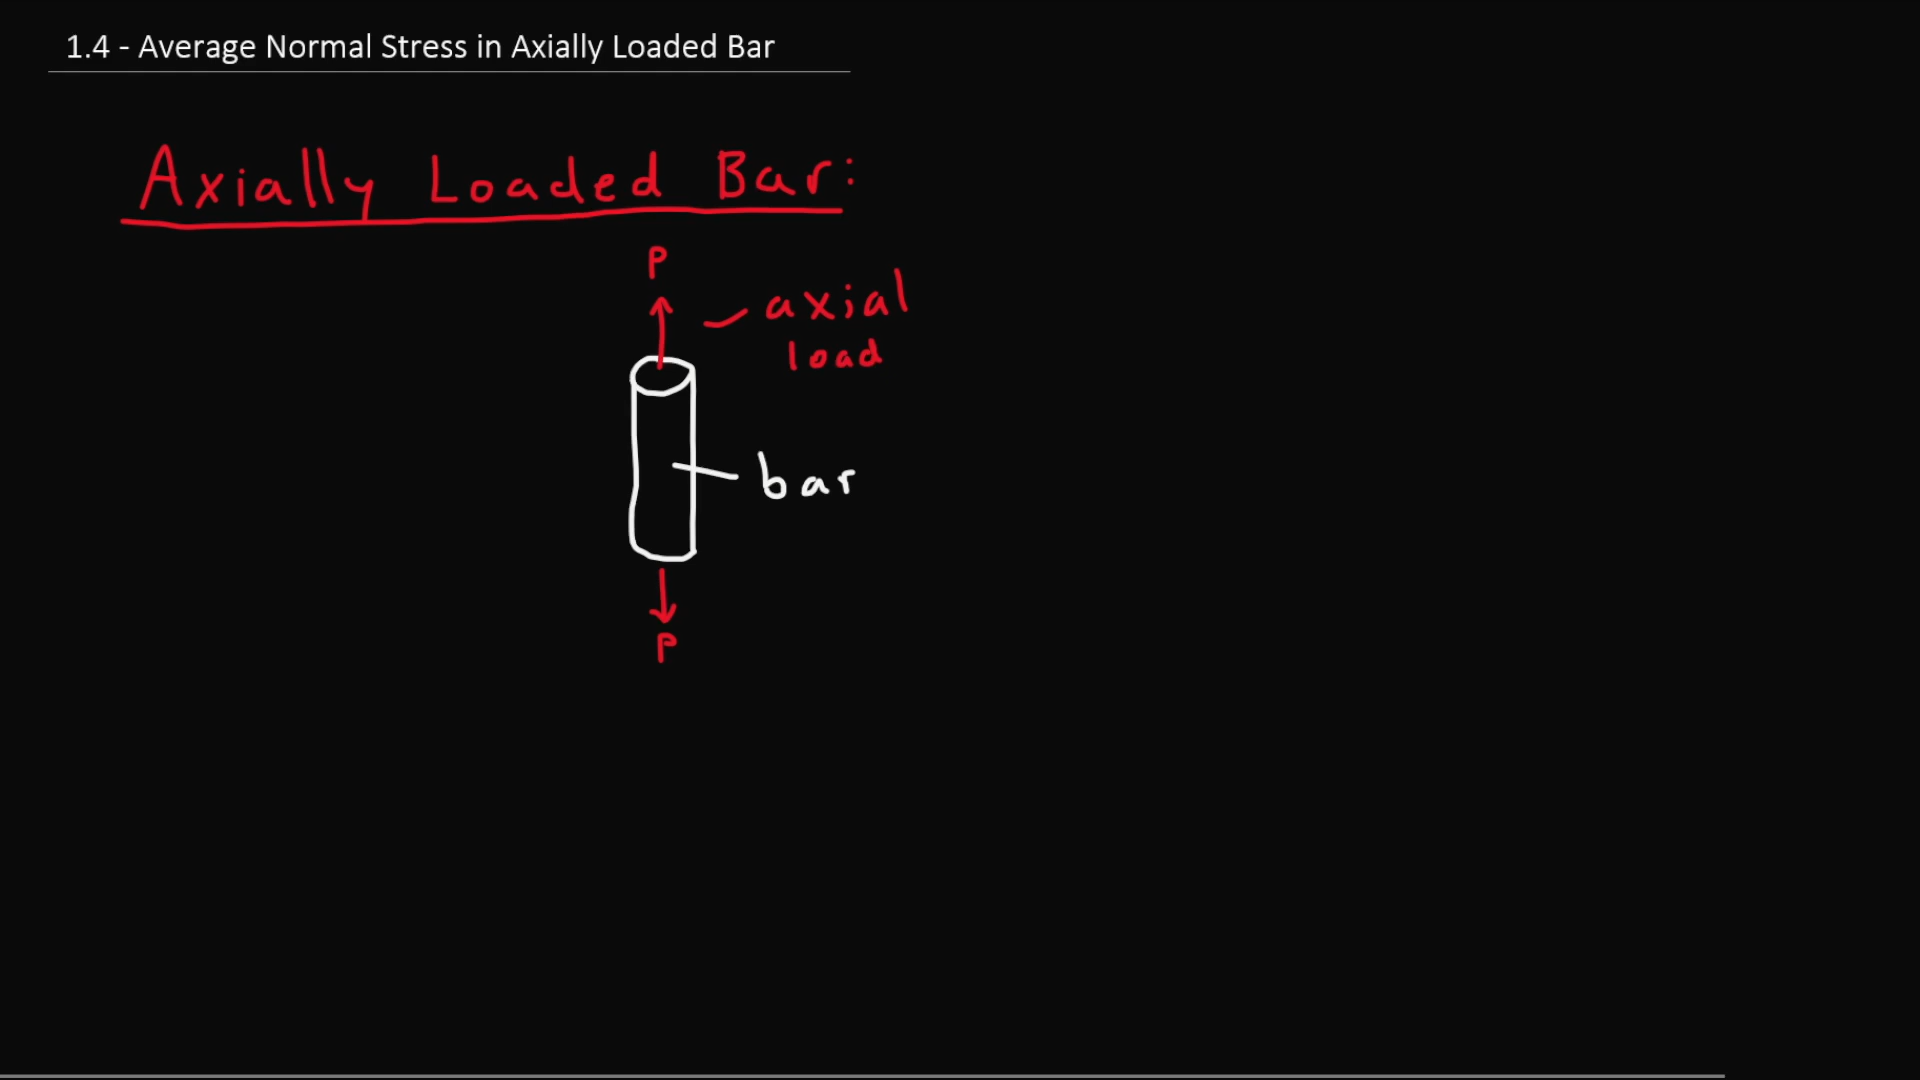 1.4 - Average Normal Stress in Axially Loaded Bar
Axially Loaded Bar:
P
axial
load
bar
P